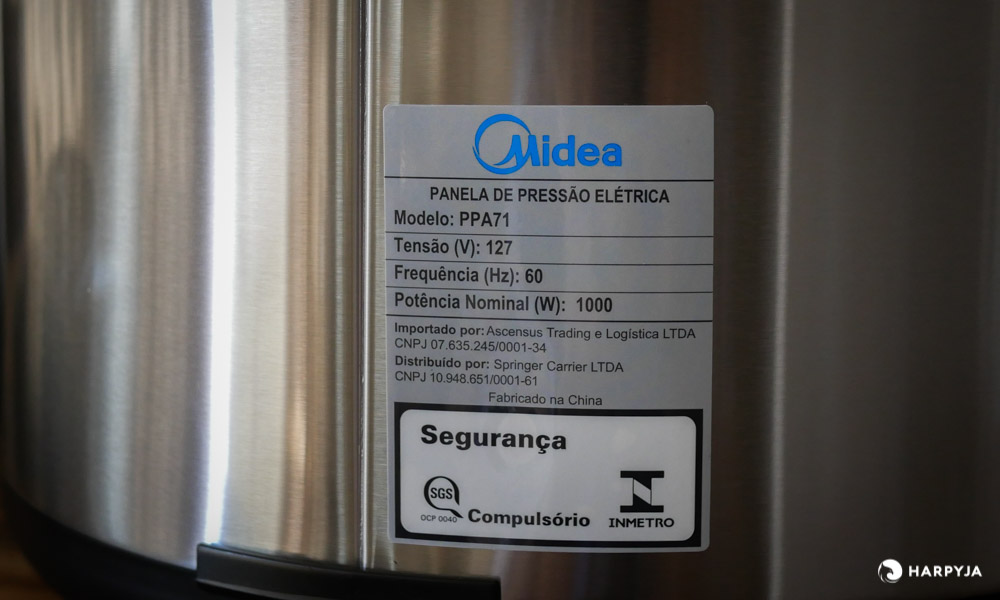 Midea
PANELA DE PRESSÃO ELÉTRICA
Modelo: PPA71
Tensão (V): 127
Frequência (Hz): 60
Potência Nominal (W): 1000
Importado por: Ascensus Trading e Logística LTDA
CNPJ 07.635.245/0001-34
Distribuído por: Springer Carrier LTDA
CNPJ 10.948.651/0001-61
Fabricado na China
Segurança
SGS
OCP 0040
Compulsório
INMETRO
HARPYJA